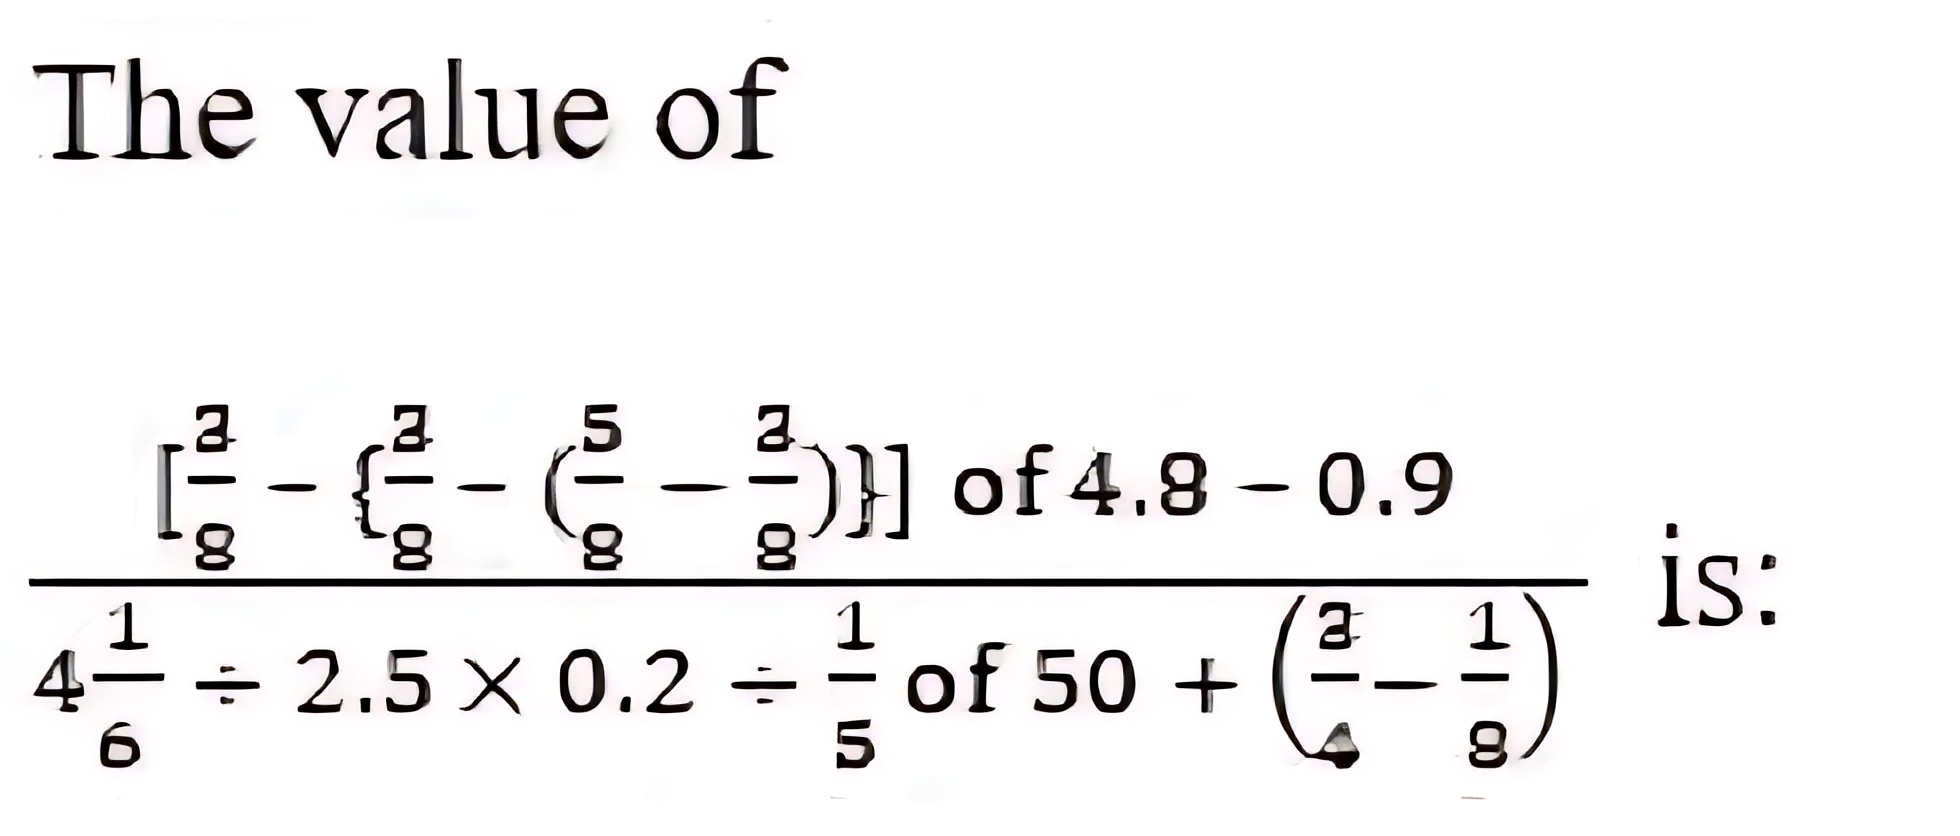 The value of
[3/8 - {3/8 - (5/8 - 3/8)}] of 4.8 - 0.9
4 1/6 ÷ 2.5 × 0.2 ÷ 1/5 of 50 + (3/4 - 1/8)
is: